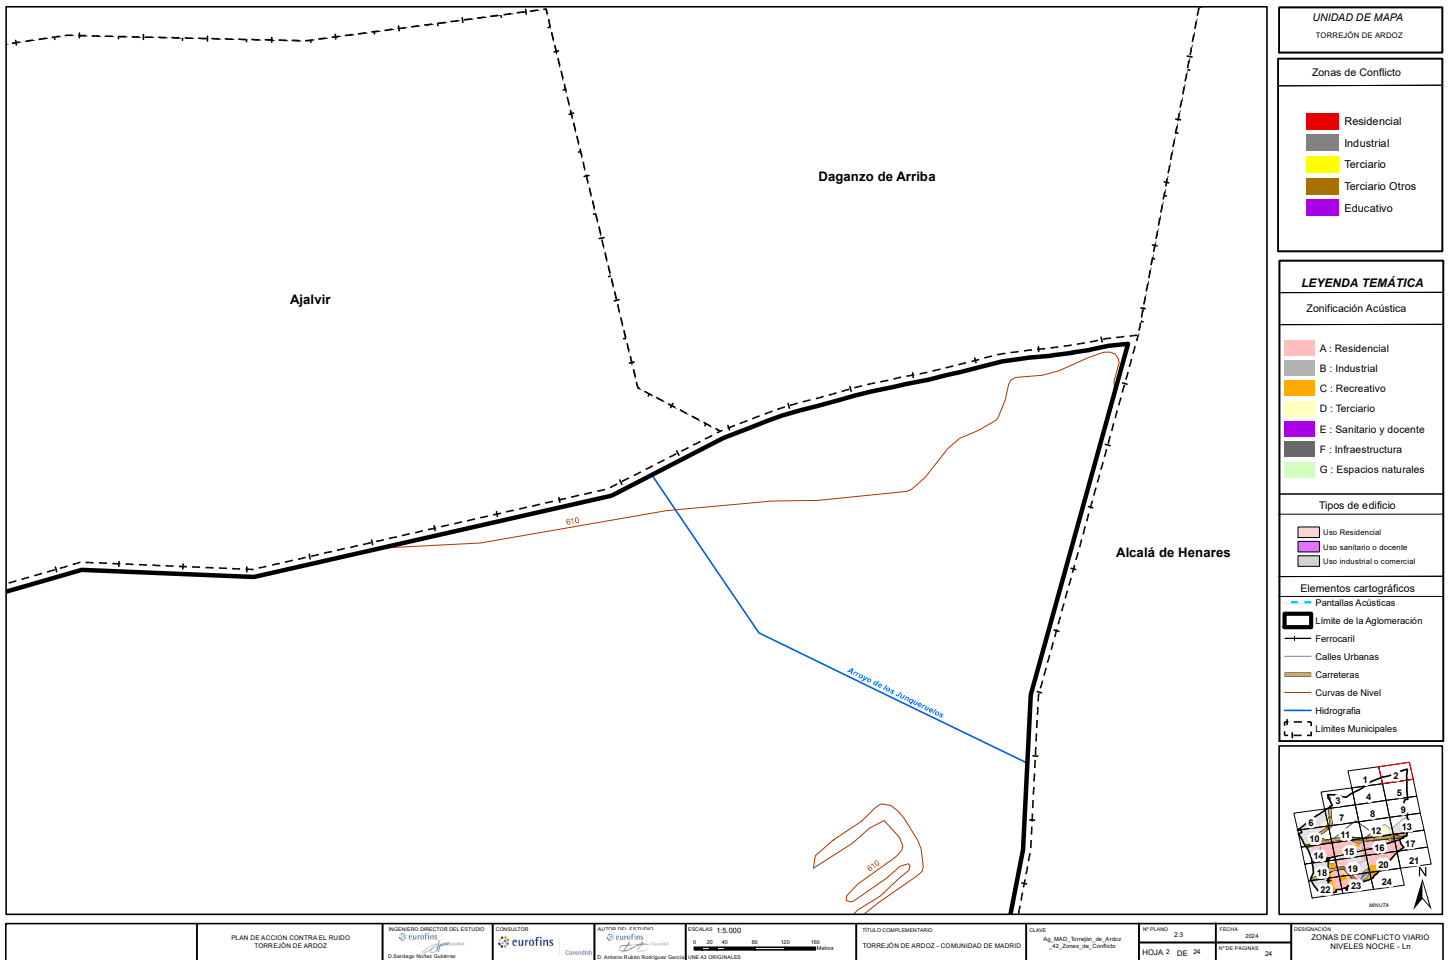 Ajalvir
Daganzo de Arriba
Alcalá de Henares
610
Arroyo de los Junqueruelos
610
UNIDAD DE MAPA
TORREJÓN DE ARDOZ
Zonas de Conflicto
Residencial
Industrial
Terciario
Terciario Otros
Educativo
LEYENDA TEMÁTICA
Zonificación Acústica
A : Residencial
B : Industrial
C : Recreativo
D : Terciario
E : Sanitario y docente
F : Infraestructura
G : Espacios naturales
Tipos de edificio
Uso Residencial
Uso sanitario o docente
Uso industrial o comercial
Elementos cartográficos
Pantallas Acústicas
Límite de la Aglomeración
Ferrocaril
Calles Urbanas
Carreteras
Curvas de Nivel
Hidrografia
Límites Municipales
1 2
3 4 5
6 7 8 9
10 11 12 13
14 15 16 17
18 19 20 21
22 23 24
N
MINUTA
PLAN DE ACCION CONTRA EL RUIDO
TORREJÓN DE ARDOZ
INGENIERO DIRECTOR DEL ESTUDIO
eurofins
Cavendish
D.Santiago Núñez Gutiérrez
CONSULTOR
eurofins
Cavendish
AUTOR DEL ESTUDIO
eurofins
Cavendish
D. Antonio Rubén Rodríguez García
ESCALAS 1:5.000
0 20 40 80 120 160
Metros
UNE A3 ORIGINALES
TÍTULO COMPLEMENTARIO
TORREJÓN DE ARDOZ - COMUNIDAD DE MADRID
CLAVE
Ag_MAD_Torrejón_de_Ardoz
_42_Zonas_de_Conflicto
Nº PLANO 2.3
HOJA 2 DE 24
FECHA 2024
Nº DE PÁGINAS 24
DESIGNACIÓN
ZONAS DE CONFLICTO VIARIO
NIVELES NOCHE - Ln